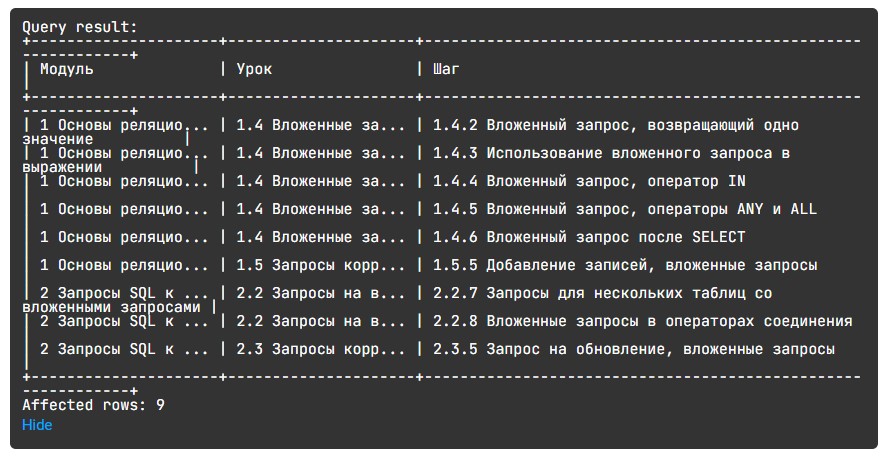 Query result:
+---------------------+---------------------+------------------------------------------------
------------+
| Модуль              | Урок                | Шаг
|
+---------------------+---------------------+------------------------------------------------
------------+
| 1 Основы реляцио... | 1.4 Вложенные за... | 1.4.2 Вложенный запрос, возвращающий одно
значение          |
| 1 Основы реляцио... | 1.4 Вложенные за... | 1.4.3 Использование вложенного запроса в
выражении          |
| 1 Основы реляцио... | 1.4 Вложенные за... | 1.4.4 Вложенный запрос, оператор IN
|
| 1 Основы реляцио... | 1.4 Вложенные за... | 1.4.5 Вложенный запрос, операторы ANY и ALL
|
| 1 Основы реляцио... | 1.4 Вложенные за... | 1.4.6 Вложенный запрос после SELECT
|
| 1 Основы реляцио... | 1.5 Запросы корр... | 1.5.5 Добавление записей, вложенные запросы
|
| 2 Запросы SQL к ... | 2.2 Запросы на в... | 2.2.7 Запросы для нескольких таблиц со
вложенными запросами |
| 2 Запросы SQL к ... | 2.2 Запросы на в... | 2.2.8 Вложенные запросы в операторах соединения
|
| 2 Запросы SQL к ... | 2.3 Запросы корр... | 2.3.5 Запрос на обновление, вложенные запросы
|
+---------------------+---------------------+------------------------------------------------
------------+
Affected rows: 9
Hide